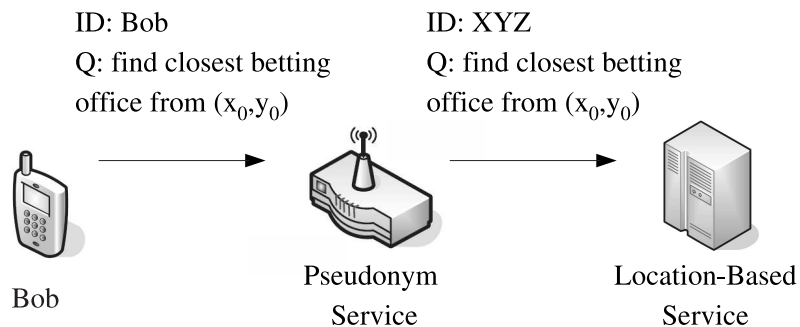 ID: Bob
Q: find closest betting
office from (x₀,y₀)
ID: XYZ
Q: find closest betting
office from (x₀,y₀)
Bob
Pseudonym
Service
Location-Based
Service